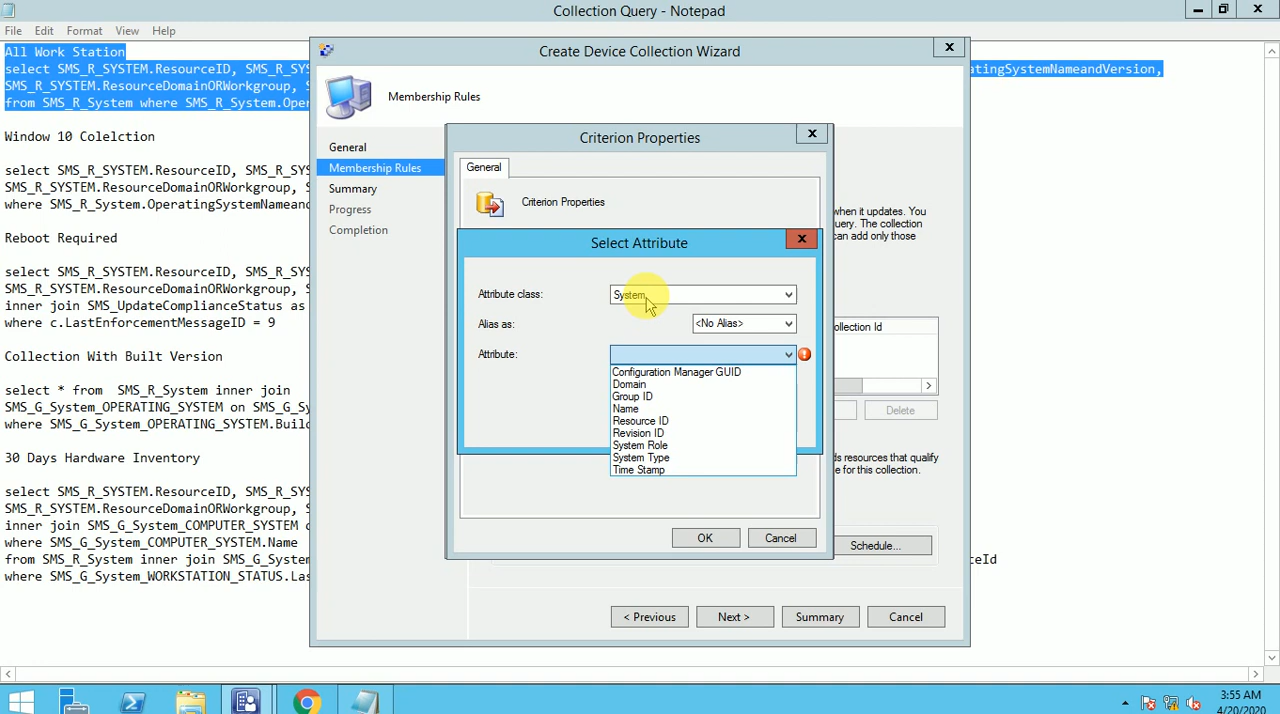 Collection Query - Notepad
File Edit Format View Help
All Work Station
select SMS_R_SYSTEM.ResourceID, SMS_R_SYS
atingSystemNameandVersion,
SMS_R_SYSTEM.ResourceDomainORWorkgroup, S
from SMS_R_System where SMS_R_System.Oper
Window 10 Colelction
select SMS_R_SYSTEM.ResourceID, SMS_R_SYS
SMS_R_SYSTEM.ResourceDomainORWorkgroup, S
where SMS_R_System.OperatingSystemNameand
Reboot Required
select SMS_R_SYSTEM.ResourceID, SMS_R_SYS
SMS_R_SYSTEM.ResourceDomainORWorkgroup, S
inner join SMS_UpdateComplianceStatus as
where c.LastEnforcementMessageID = 9
Collection With Built Version
select * from  SMS_R_System inner join
SMS_G_System_OPERATING_SYSTEM on SMS_G_Sy
where SMS_G_System_OPERATING_SYSTEM.Buil
30 Days Hardware Inventory
select SMS_R_SYSTEM.ResourceID, SMS_R_SYS
SMS_R_SYSTEM.ResourceDomainORWorkgroup, S
inner join SMS_G_System_COMPUTER_SYSTEM o
where SMS_G_System_COMPUTER_SYSTEM.Name
from SMS_R_System inner join SMS_G_System
ceId
where SMS_G_System_WORKSTATION_STATUS.Las
Create Device Collection Wizard
Membership Rules
General
Membership Rules
Summary
Progress
Completion
when it updates. You
query. The collection
can add only those
ollection Id
Delete
ds resources that qualify
e for this collection.
Schedule...
< Previous Next > Summary Cancel
Criterion Properties
General
Criterion Properties
Select Attribute
Attribute class: System
Alias as: <No Alias>
Attribute:
Configuration Manager GUID
Domain
Group ID
Name
Resource ID
Revision ID
System Role
System Type
Time Stamp
OK Cancel
3:55 AM
4/20/2020